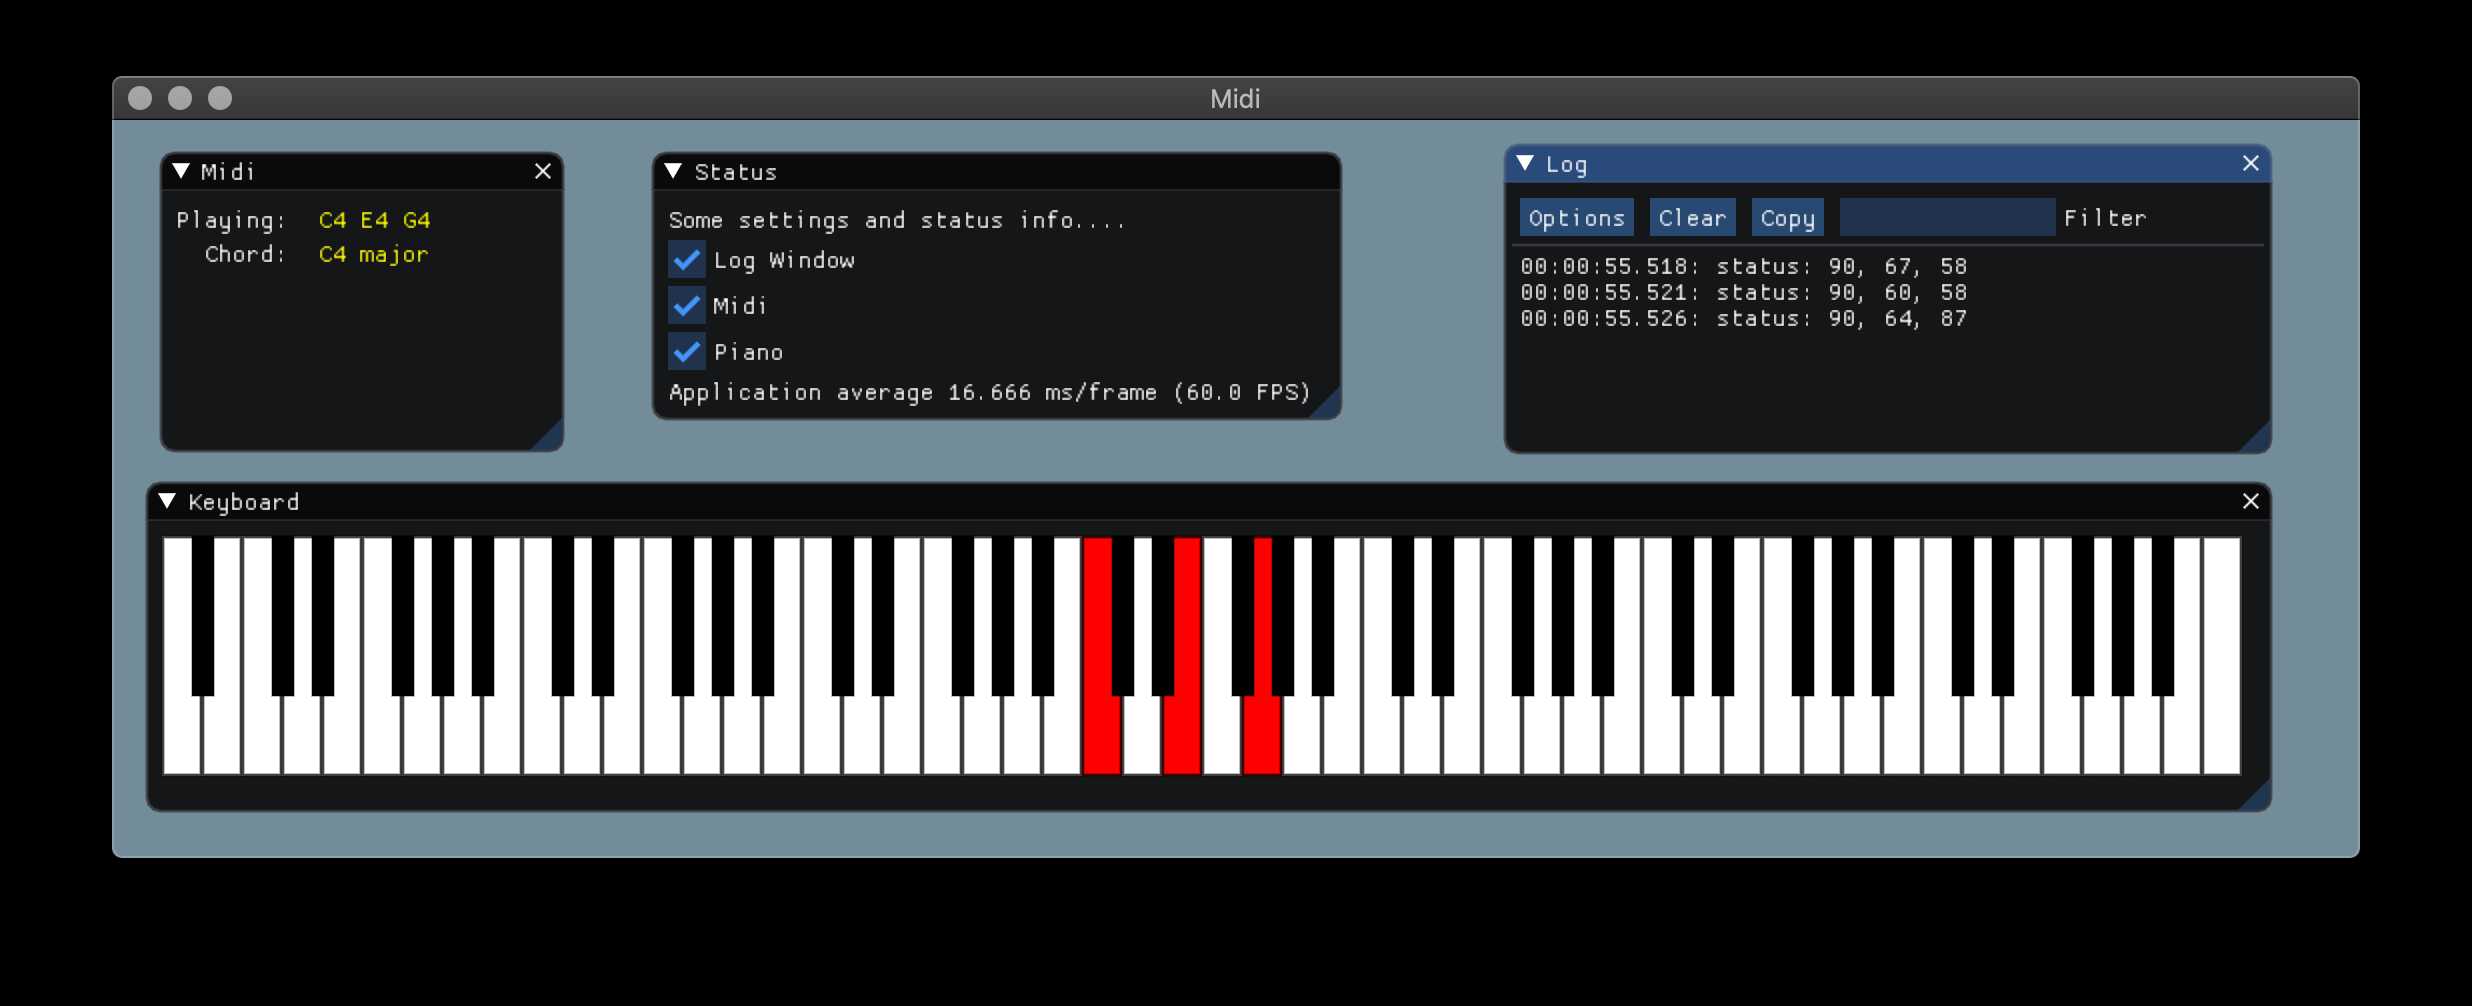 Midi
Midi
Playing: C4 E4 G4
Chord: C4 major
Status
Some settings and status info....
Log Window
Midi
Piano
Application average 16.666 ms/frame (60.0 FPS)
Log
Options Clear Copy Filter
00:00:55.518: status: 90, 67, 58
00:00:55.521: status: 90, 60, 58
00:00:55.526: status: 90, 64, 87
Keyboard